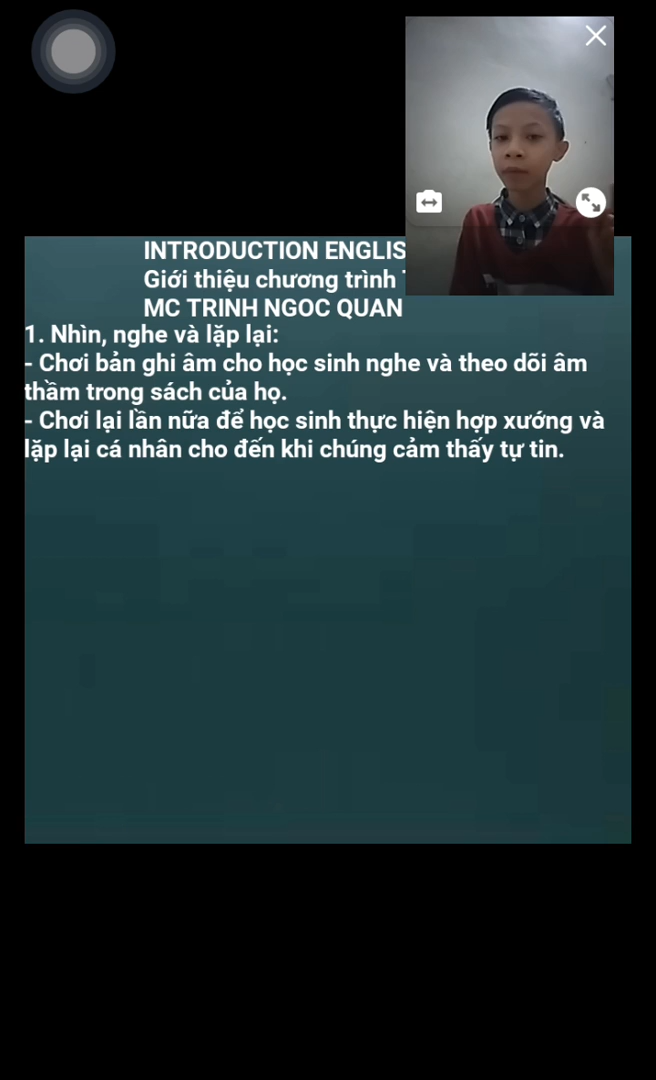 INTRODUCTION ENGLIS
Giới thiệu chương trình
MC TRINH NGOC QUAN
1. Nhìn, nghe và lặp lại:
- Chơi bản ghi âm cho học sinh nghe và theo dõi âm
thầm trong sách của họ.
- Chơi lại lần nữa để học sinh thực hiện hợp xướng và
lặp lại cá nhân cho đến khi chúng cảm thấy tự tin.